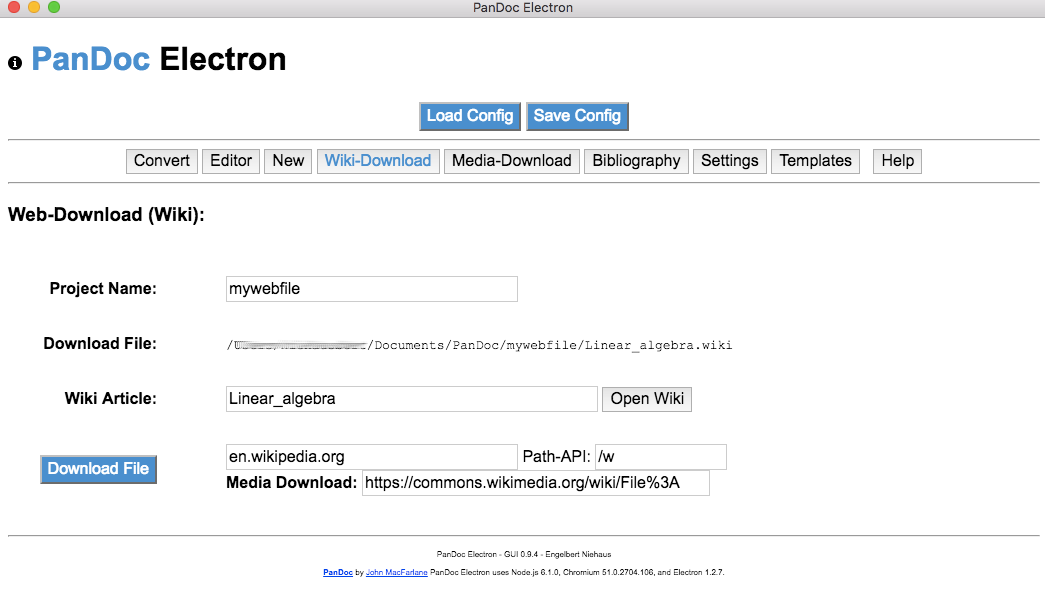 PanDoc Electron
PanDoc Electron
Load Config Save Config
Convert Editor New Wiki-Download Media-Download Bibliography Settings Templates Help
Web-Download (Wiki):
Project Name: mywebfile
Download File: /Documents/PanDoc/mywebfile/Linear_algebra.wiki
Wiki Article: Linear_algebra Open Wiki
en.wikipedia.org Path-API: /w
Download File
Media Download: https://commons.wikimedia.org/wiki/File%3A
PanDoc Electron - GUI 0.9.4 - Engelbert Niehaus
PanDoc by John MacFarlane PanDoc Electron uses Node.js 6.1.0, Chromium 51.0.2704.106, and Electron 1.2.7.